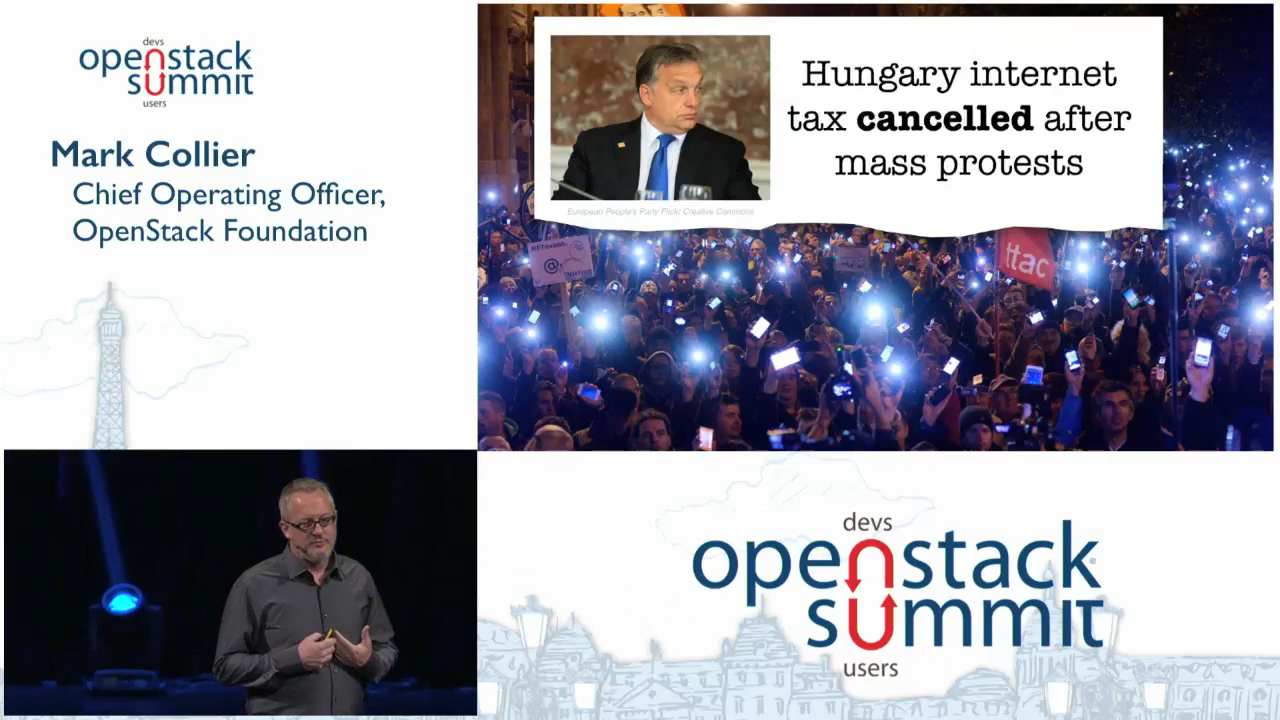 devs
openstack
summit
users
Mark Collier
Chief Operating Officer,
OpenStack Foundation
Hungary internet
tax cancelled after
mass protests
European People's Party Flickr Creative Commons
@
ttac
devs
openstack
summit
users